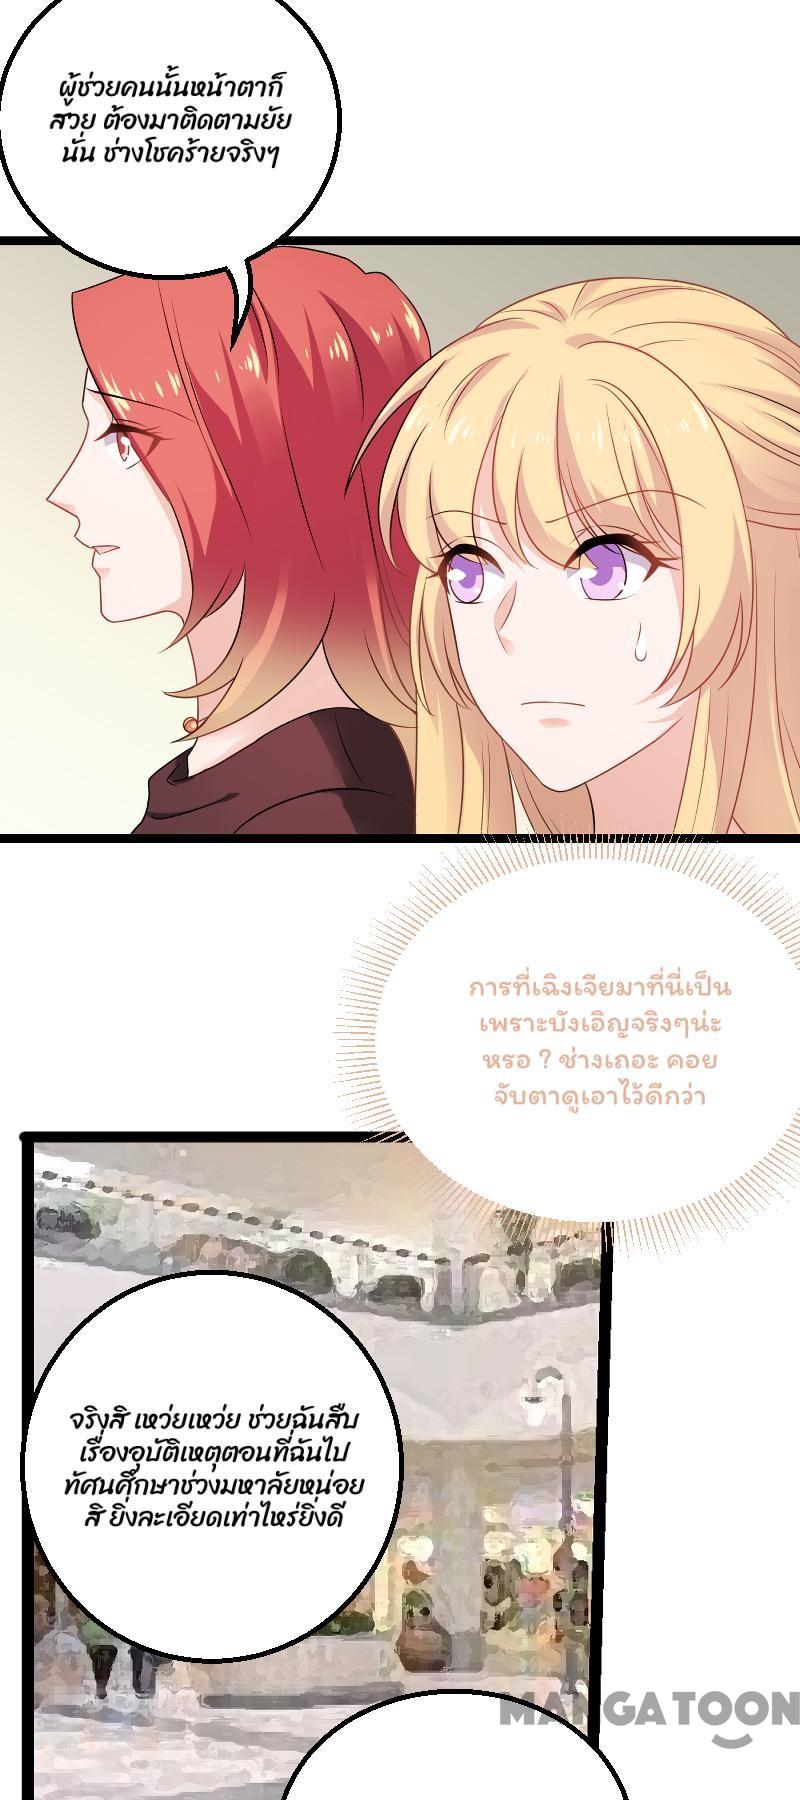 ผู้ช่วยคนนั้นหน้าตาก็
สวย ต้องมาติดตามยัย
นั่น ช่างโชคร้ายจริงๆ
การที่เฉิงเจียมาที่นี่เป็น
เพราะบังเอิญจริงๆน่ะ
หรอ ? ช่างเถอะ คอย
จับตาดูเอาไว้ดีกว่า
จริงสิ เหว่ยเหว่ย ช่วยฉันสืบ
เรื่องอุบัติเหตุตอนที่ฉันไป
ทัศนศึกษาช่วงมหาลัยหน่อย
สิ ยิ่งละเอียดเท่าไหร่ยิ่งดี
MANGATOON